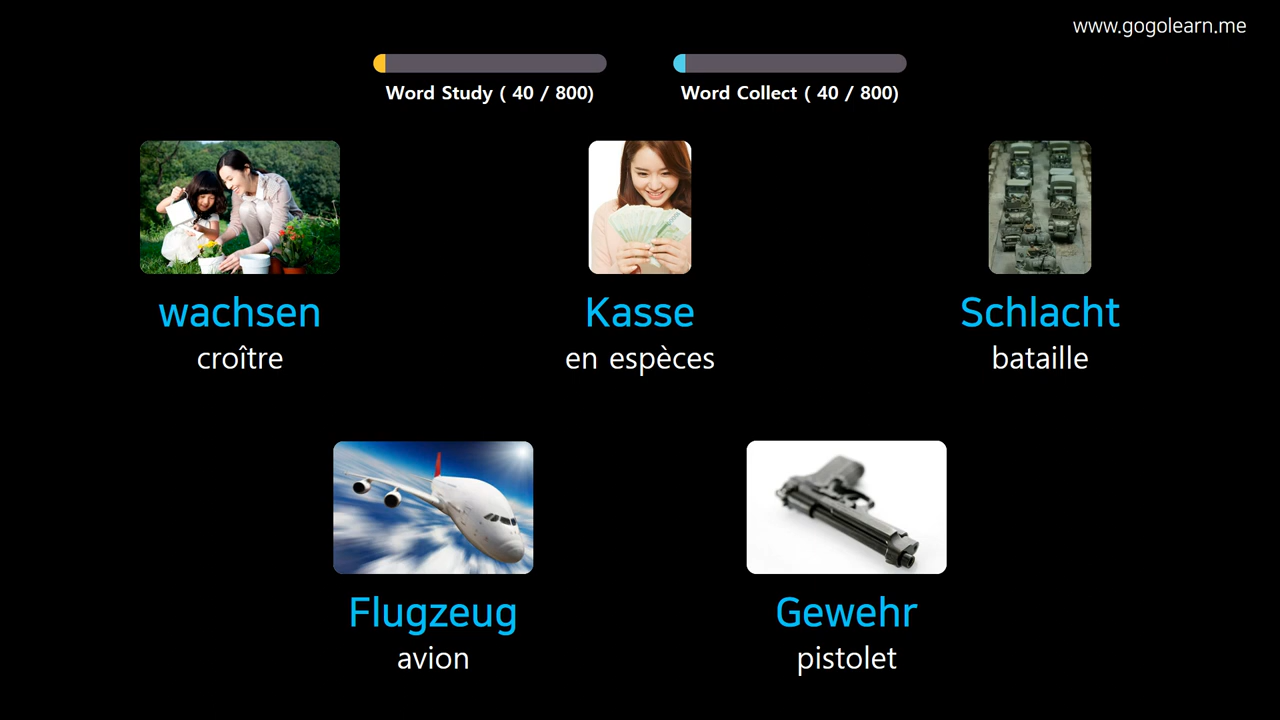 www.gogolearn.me
Word Study ( 40 / 800)
Word Collect ( 40 / 800)
wachsen
croître
Kasse
en espèces
Schlacht
bataille
Flugzeug
avion
Gewehr
pistolet